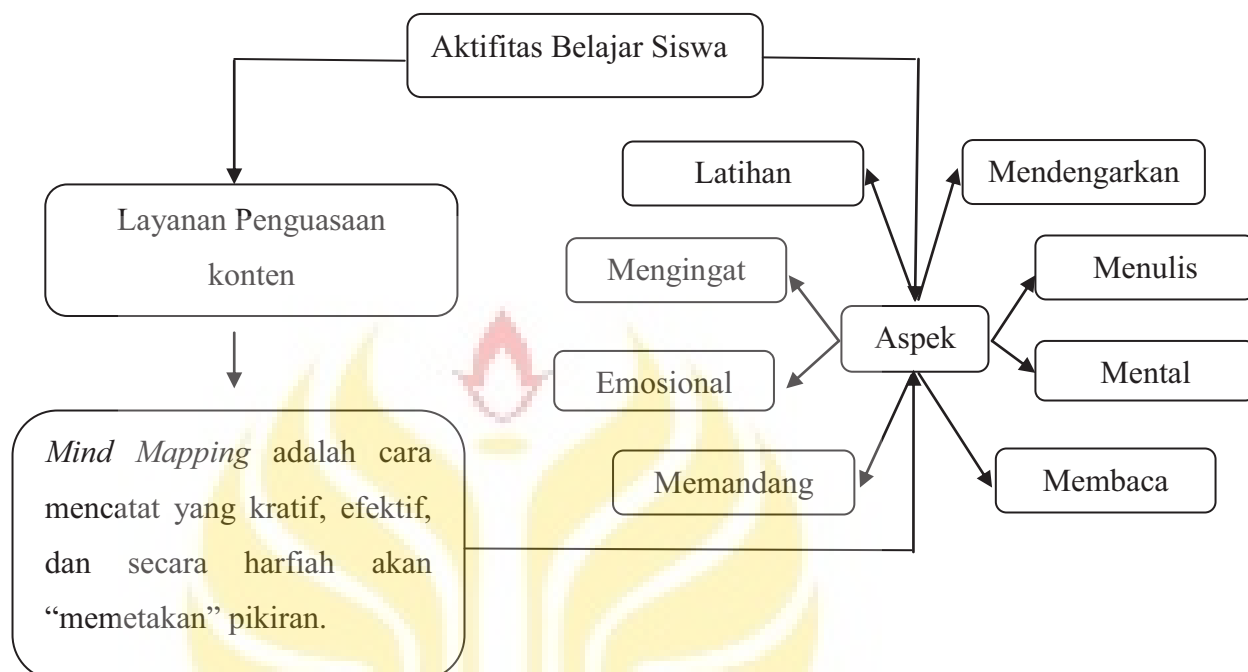 Aktifitas Belajar Siswa
Latihan
Mendengarkan
Layanan Penguasaan
konten
Mengingat
Menulis
Aspek
Emosional
Mental
Mind Mapping adalah cara
mencatat yang kratif, efektif,
dan secara harfiah akan
“memetakan” pikiran.
Memandang
Membaca